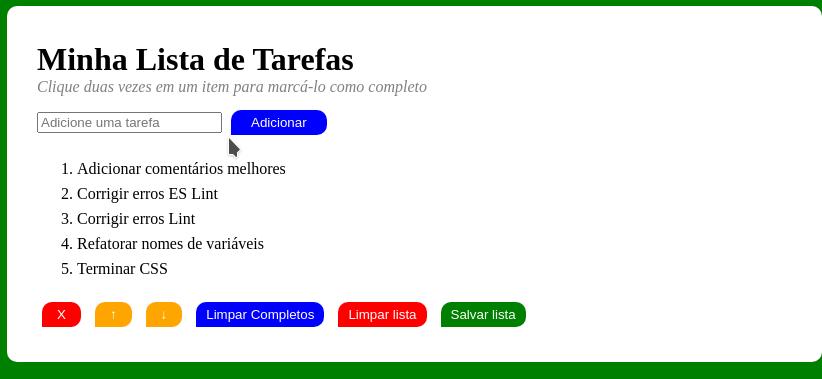 Minha Lista de Tarefas
Clique duas vezes em um item para marcá-lo como completo
Adicione uma tarefa Adicionar
1. Adicionar comentários melhores
2. Corrigir erros ES Lint
3. Corrigir erros Lint
4. Refatorar nomes de variáveis
5. Terminar CSS
X ↑ ↓ Limpar Completos Limpar lista Salvar lista